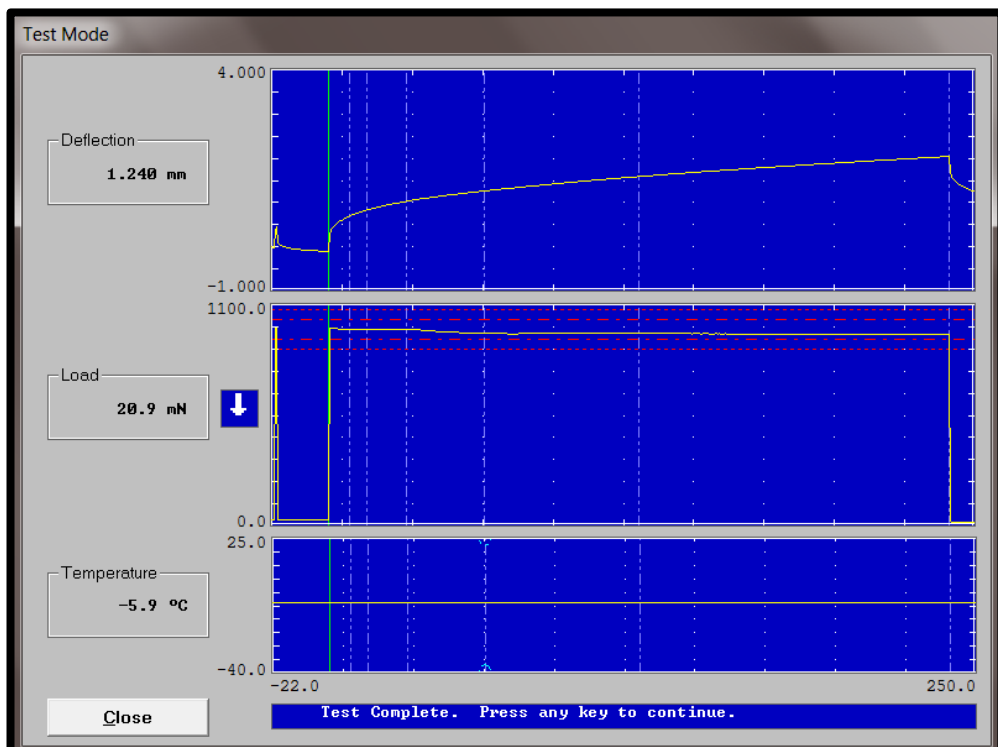 Test Mode
4.000
Deflection
1.240 mm
-1.000
1100.0
Load
20.9 mN
0.0
25.0
Temperature
-5.9 ºC
-40.0
-22.0
250.0
Close
Test Complete. Press any key to continue.